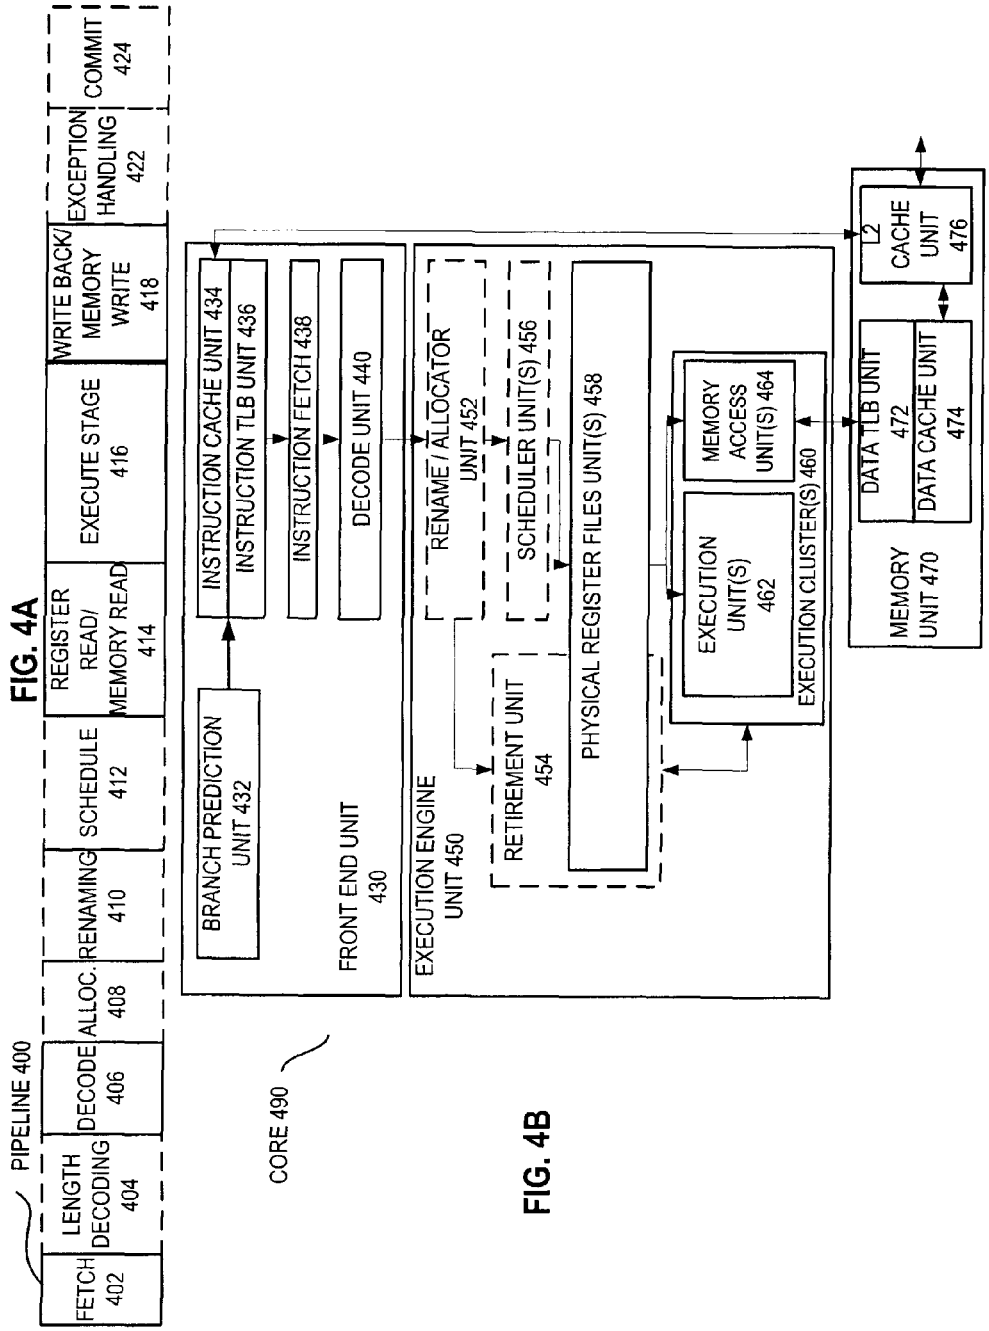 FIG. 4A
PIPELINE 400
FETCH
402
LENGTH
DECODING
404
DECODE
406
ALLOC.
408
RENAMING
410
SCHEDULE
412
REGISTER
READ/
MEMORY READ
414
EXECUTE STAGE
416
WRITE BACK/
MEMORY
WRITE
418
EXCEPTION
HANDLING
422
COMMIT
424
CORE 490
FRONT END UNIT
430
BRANCH PREDICTION
UNIT 432
INSTRUCTION CACHE UNIT 434
INSTRUCTION TLB UNIT 436
INSTRUCTION FETCH 438
DECODE UNIT 440
EXECUTION ENGINE
UNIT 450
RENAME / ALLOCATOR
UNIT 452
SCHEDULER UNIT(S) 456
RETIREMENT UNIT
454
PHYSICAL REGISTER FILES UNIT(S) 458
EXECUTION
UNIT(S)
462
MEMORY
ACCESS
UNIT(S) 464
EXECUTION CLUSTER(S) 460
MEMORY
UNIT 470
DATA TLB UNIT
472
DATA CACHE UNIT
474
L2
CACHE
UNIT
476
FIG. 4B